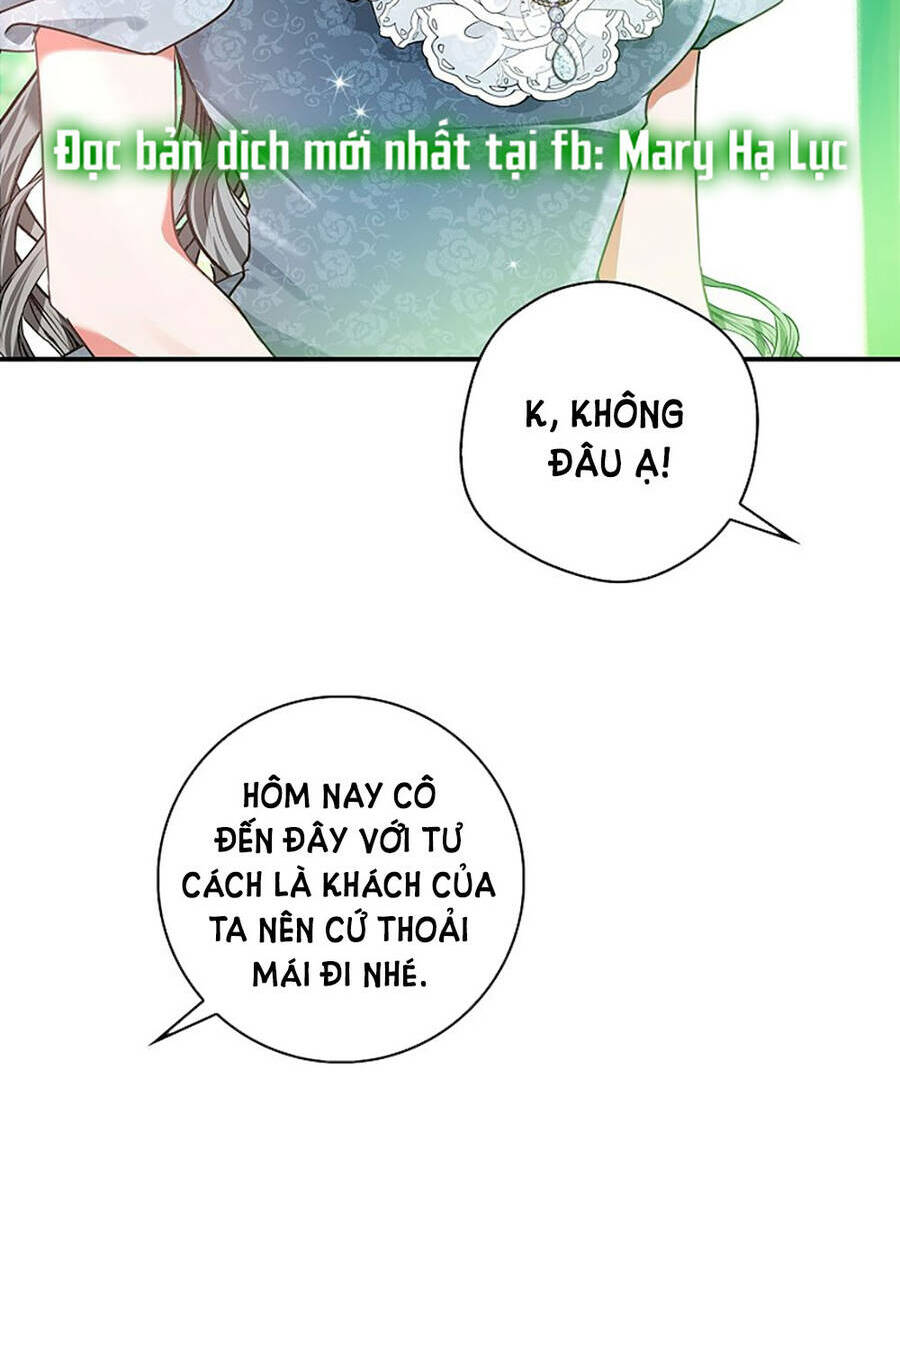 Đọc bản dịch mới nhất tại fb: Mary Hạ Lục
K, KHÔNG
ĐÂU Ạ!
HÔM NAY CÔ
ĐẾN ĐÂY VỚI TƯ
CÁCH LÀ KHÁCH CỦA
TA NÊN CỨ THOẢI
MÁI ĐI NHÉ.